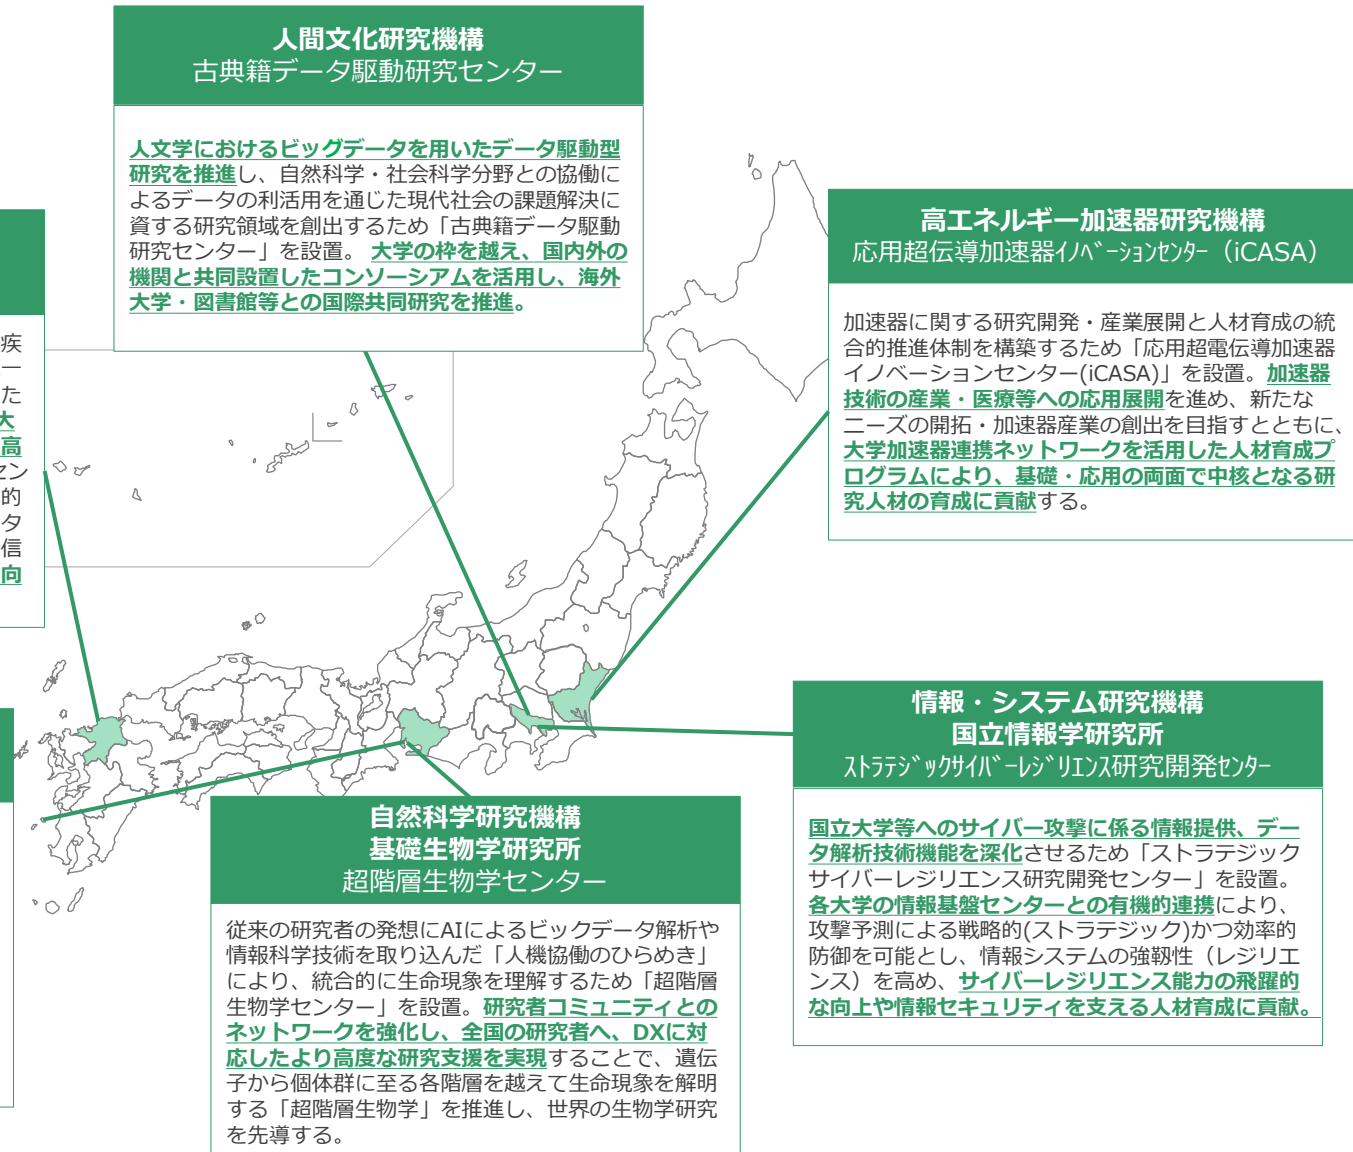 人間文化研究機構
古典籍データ駆動研究センター
人文学におけるビッグデータを用いたデータ駆動型
研究を推進し、自然科学・社会科学分野との協働に
よるデータの利活用を通じた現代社会の課題解決に
資する研究領域を創出するため「古典籍データ駆動
研究センター」を設置。 大学の枠を越え、国内外の
機関と共同設置したコンソーシアムを活用し、海外
大学・図書館等との国際共同研究を推進。
高エネルギー加速器研究機構
応用超伝導加速器ｲﾉﾍﾞｰｼｮﾝｾﾝﾀｰ（iCASA）
加速器に関する研究開発・産業展開と人材育成の統
合的推進体制を構築するため「応用超電伝導加速器
イノベーションセンター(iCASA)」を設置。加速器
技術の産業・医療等への応用展開を進め、新たな
ニーズの開拓・加速器産業の創出を目指すとともに、
大学加速器連携ネットワークを活用した人材育成プ
ログラムにより、基礎・応用の両面で中核となる研
究人材の育成に貢献する。
疾
ー
た
大
高
セン
的
タ
信
向
情報・システム研究機構
国立情報学研究所
ｽﾄﾗﾃｼﾞｯｸｻｲﾊﾞｰﾚｼﾞﾘｴﾝｽ研究開発ｾﾝﾀｰ
国立大学等へのサイバー攻撃に係る情報提供、デー
タ解析技術機能を深化させるため「ストラテジック
サイバーレジリエンス研究開発センター」を設置。
各大学の情報基盤センターとの有機的連携により、
攻撃予測による戦略的(ストラテジック)かつ効率的
防御を可能とし、情報システムの強靱性（レジリエ
ンス）を高め、サイバーレジリエンス能力の飛躍的
な向上や情報セキュリティを支える人材育成に貢献。
自然科学研究機構
基礎生物学研究所
超階層生物学センター
従来の研究者の発想にAIによるビックデータ解析や
情報科学技術を取り込んだ「人機協働のひらめき」
により、統合的に生命現象を理解するため「超階層
生物学センター」を設置。研究者コミュニティとの
ネットワークを強化し、全国の研究者へ、DXに対
応したより高度な研究支援を実現することで、遺伝
子から個体群に至る各階層を越えて生命現象を解明
する「超階層生物学」を推進し、世界の生物学研究
を先導する。